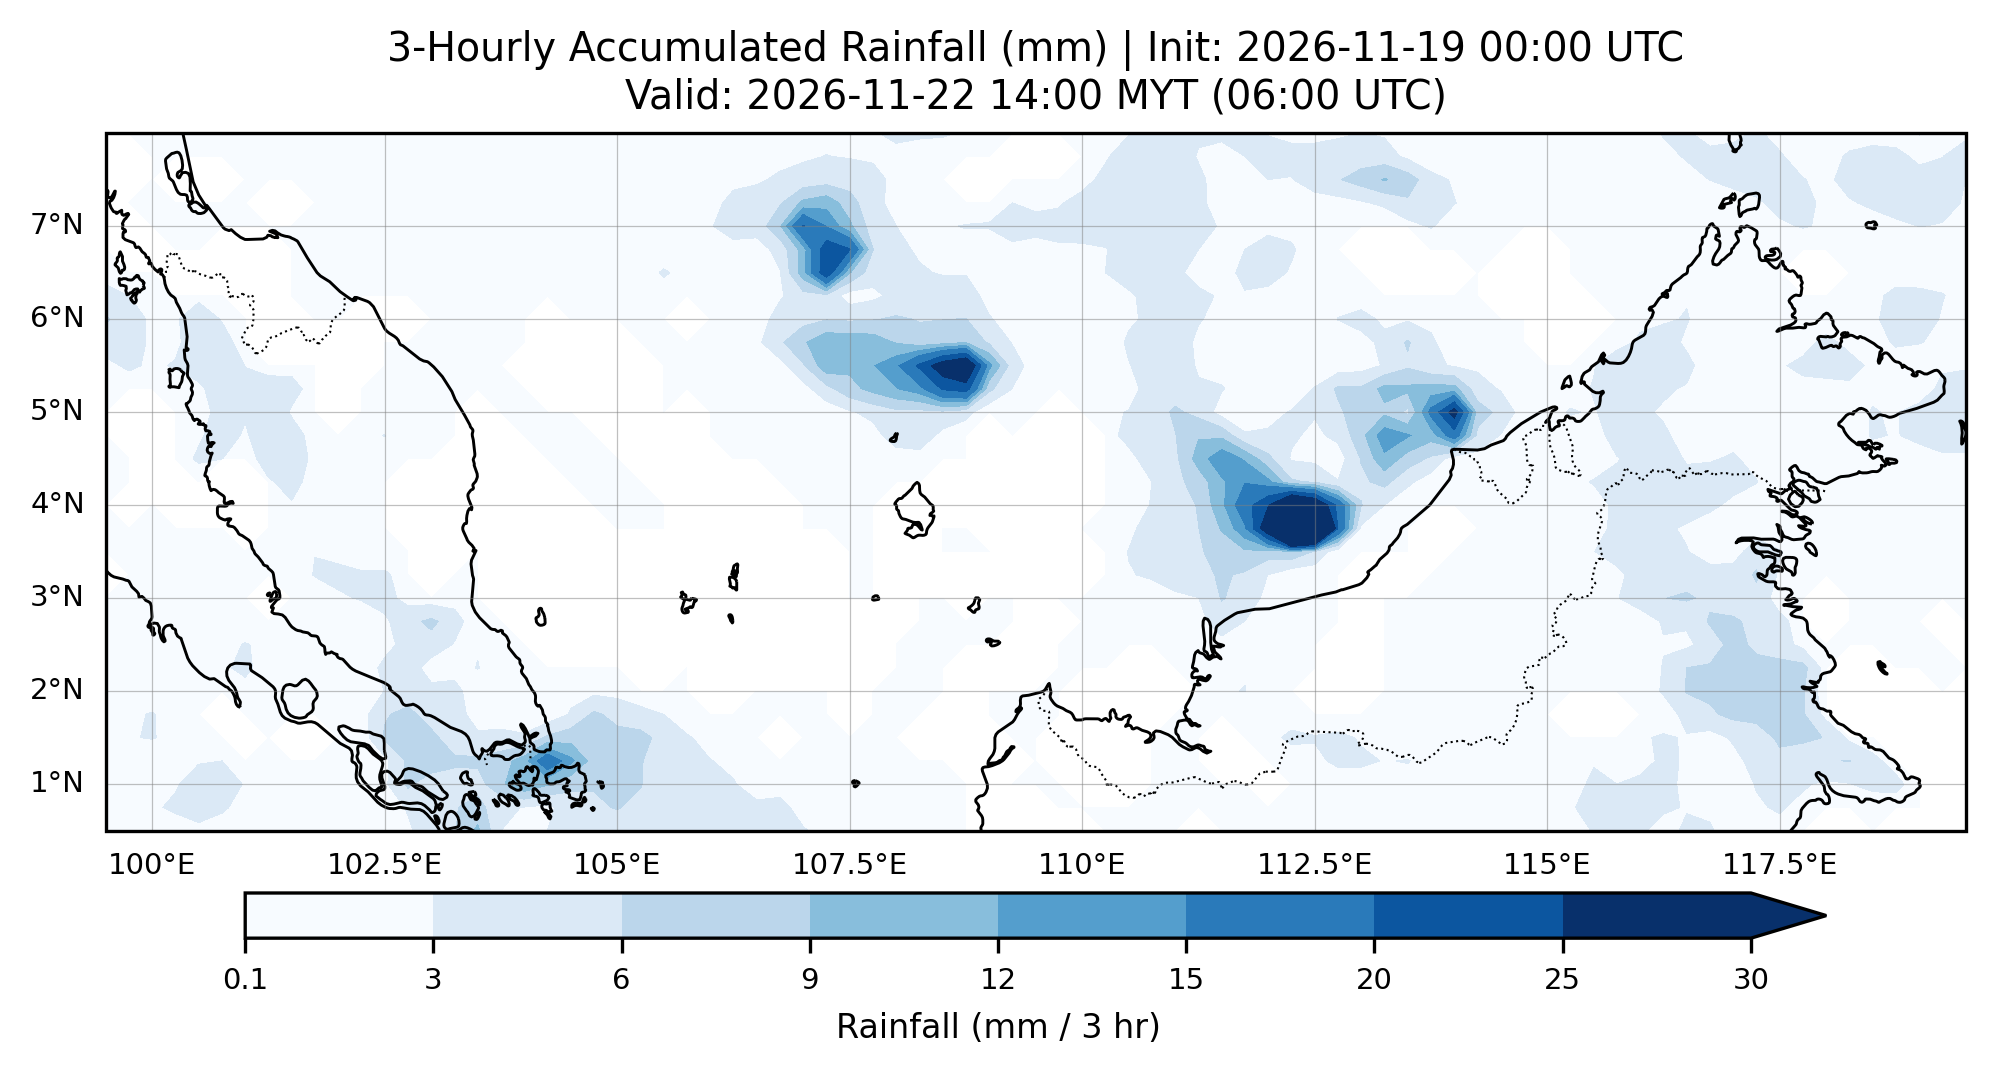 3-Hourly Accumulated Rainfall (mm) | Init: 2026-11-19 00:00 UTC
Valid: 2026-11-22 14:00 MYT (06:00 UTC)
7°N
6°N
5°N
4°N
3°N
2°N
1°N
100°E 102.5°E 105°E 107.5°E 110°E 112.5°E 115°E 117.5°E
0.1 3 6 9 12 15 20 25 30
Rainfall (mm / 3 hr)